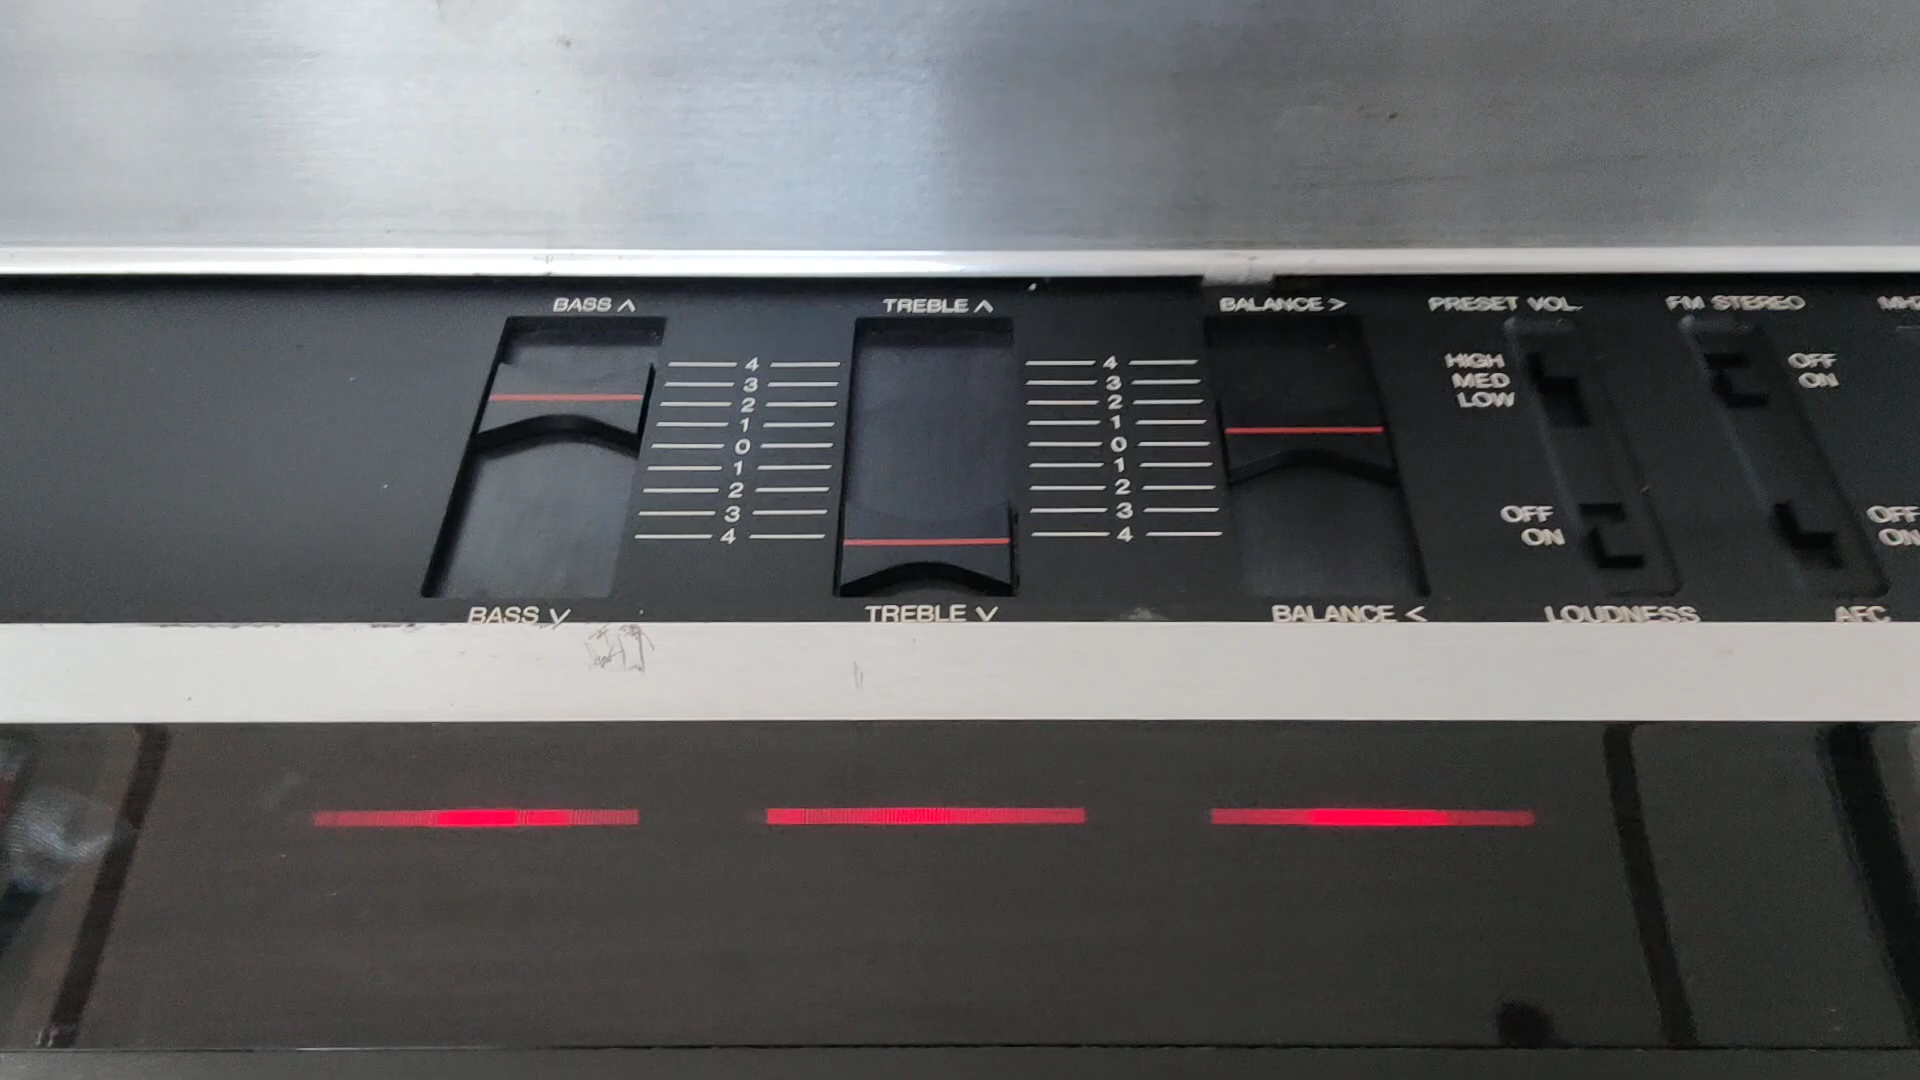 BASS ∧ TREBLE ∧ BALANCE > PRESET VOL. FM STEREO
4 4
3 3
2 2
1 1
0 0
1 1
2 2
3 3
4 4
HIGH
MED
LOW
OFF
ON
OFF
ON
OFF
ON
BASS ∨ TREBLE ∨ BALANCE < LOUDNESS AFC